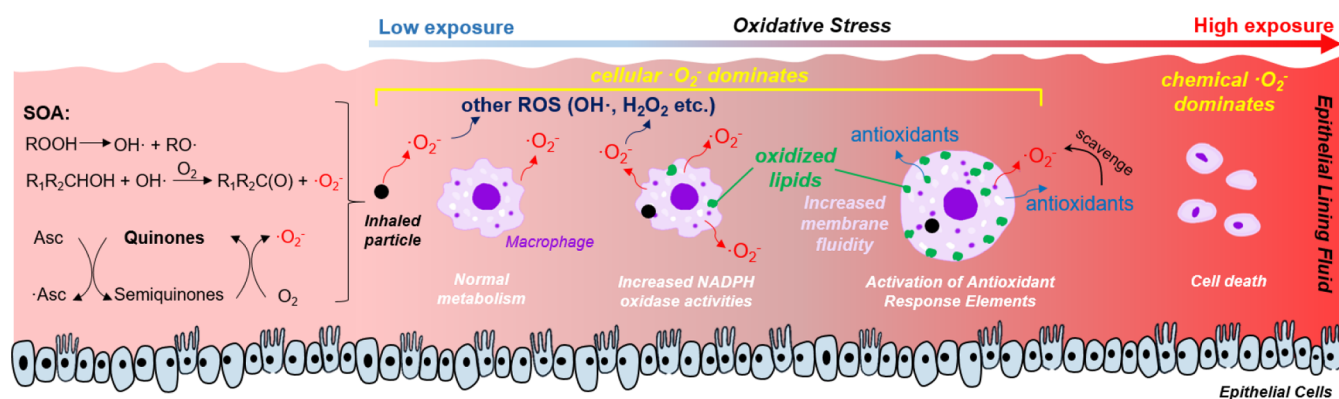 Low exposure
Oxidative Stress
High exposure
cellular ·O₂⁻ dominates
chemical ·O₂⁻
dominates
SOA:
ROOH → OH· + RO·
R₁R₂CHOH + OH· →(O₂) R₁R₂C(O) + ·O₂⁻
Asc
Quinones
·O₂⁻
·Asc
Semiquinones
O₂
other ROS (OH·, H₂O₂ etc.)
·O₂⁻
Inhaled
particle
·O₂⁻
Macrophage
Normal
metabolism
·O₂⁻
·O₂⁻
·O₂⁻
Increased NADPH
oxidase activities
oxidized
lipids
antioxidants
Increased
membrane
fluidity
·O₂⁻
scavenge
antioxidants
Activation of Antioxidant
Response Elements
Cell death
Epithelial Lining Fluid
Epithelial Cells